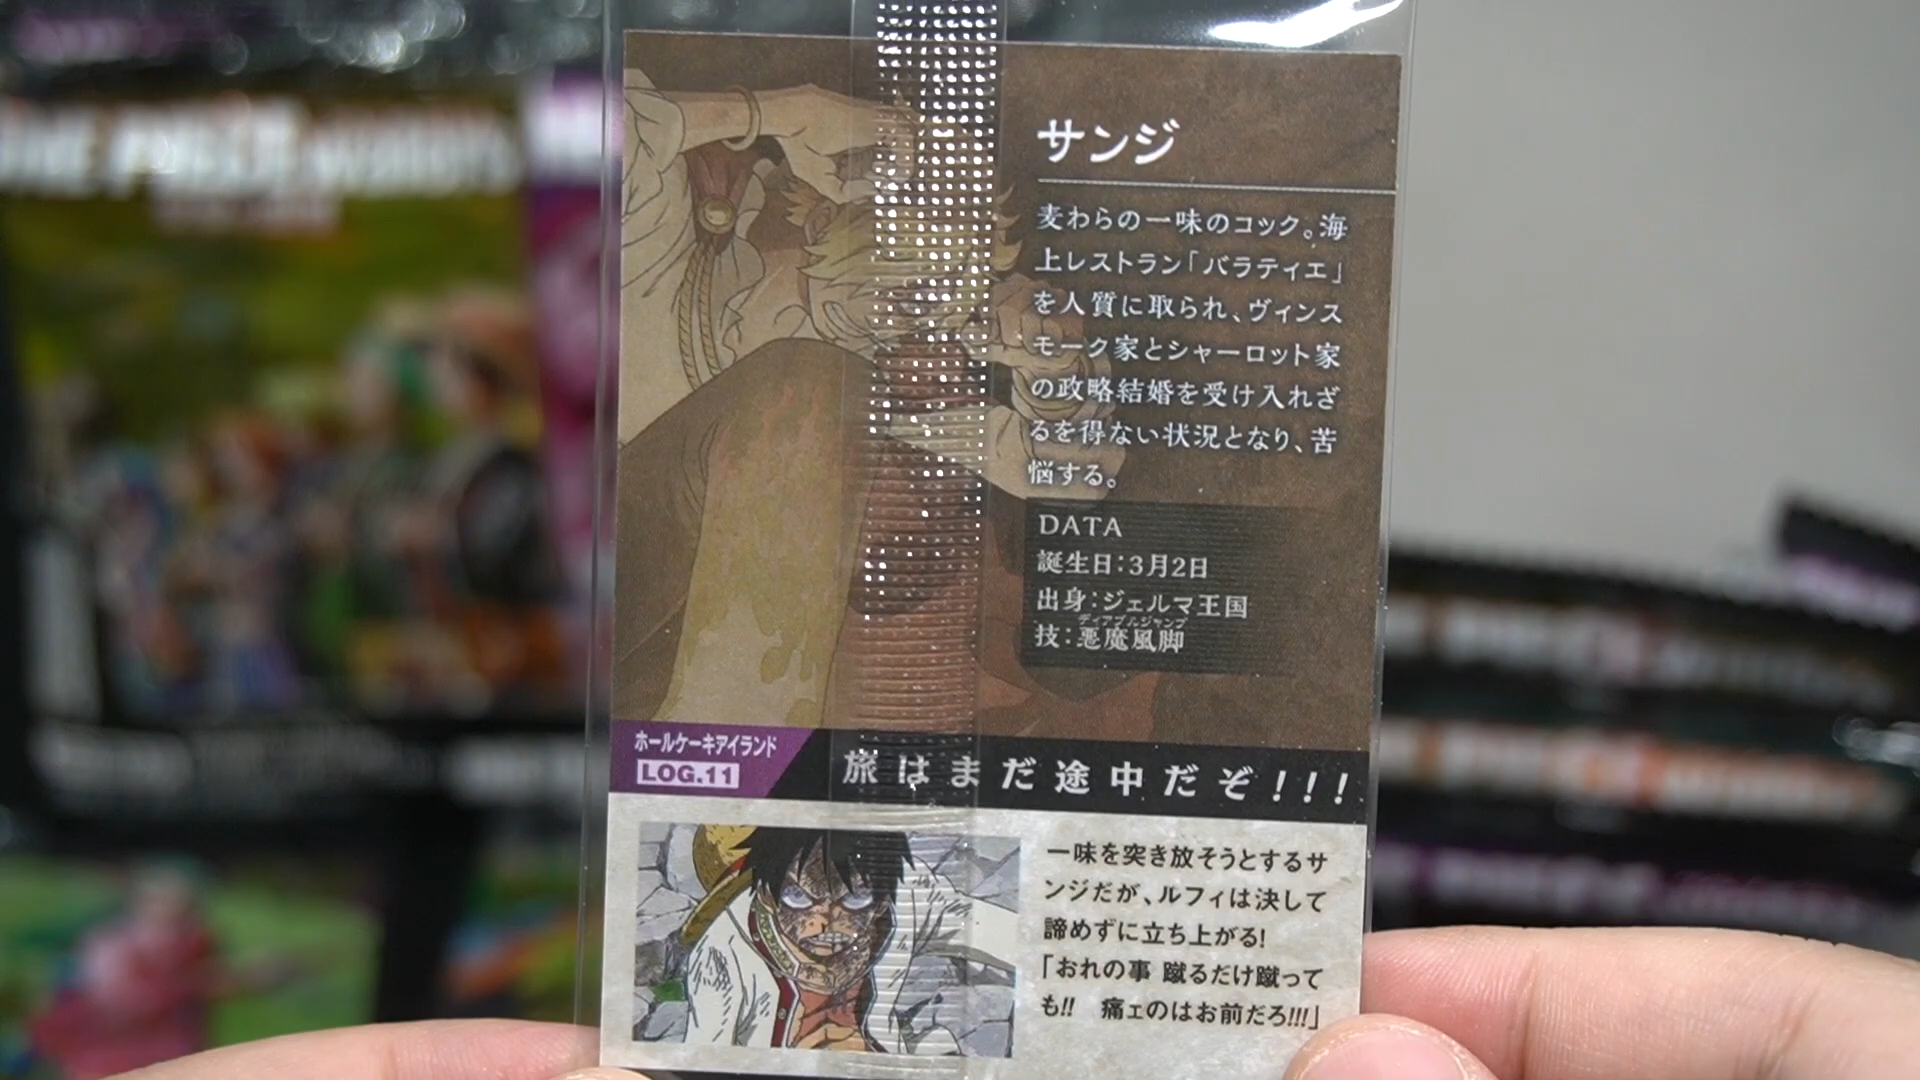 サンジ
麦わらの一味のコック。海
上レストラン「バラティエ」
を人質に取られ、ヴィンス
モーク家とシャーロット家
の政略結婚を受け入れざ
るを得ない状況となり、苦
悩する。
DATA
誕生日:3月2日
出身:ジェルマ王国
ディアブルジャンブ
技:悪魔風脚
ホールケーキアイランド
LOG.11
旅はまだ途中だぞ!!!
一味を突き放そうとするサ
ンジだが、ルフィは決して
諦めずに立ち上がる!
「おれの事 蹴るだけ蹴って
も!! 痛ェのはお前だろ!!!」